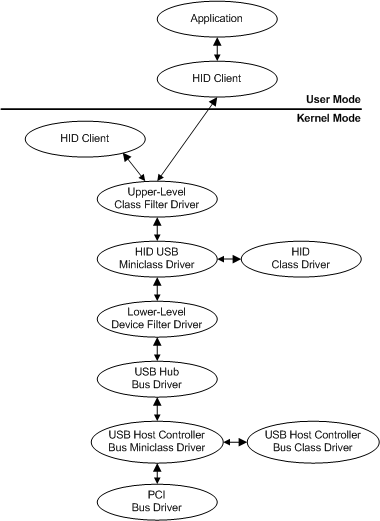 Application
HID Client
User Mode
Kernel Mode
HID Client
Upper-Level
Class Filter Driver
HID USB
Miniclass Driver
HID
Class Driver
Lower-Level
Device Filter Driver
USB Hub
Bus Driver
USB Host Controller
Bus Miniclass Driver
USB Host Controller
Bus Class Driver
PCI
Bus Driver